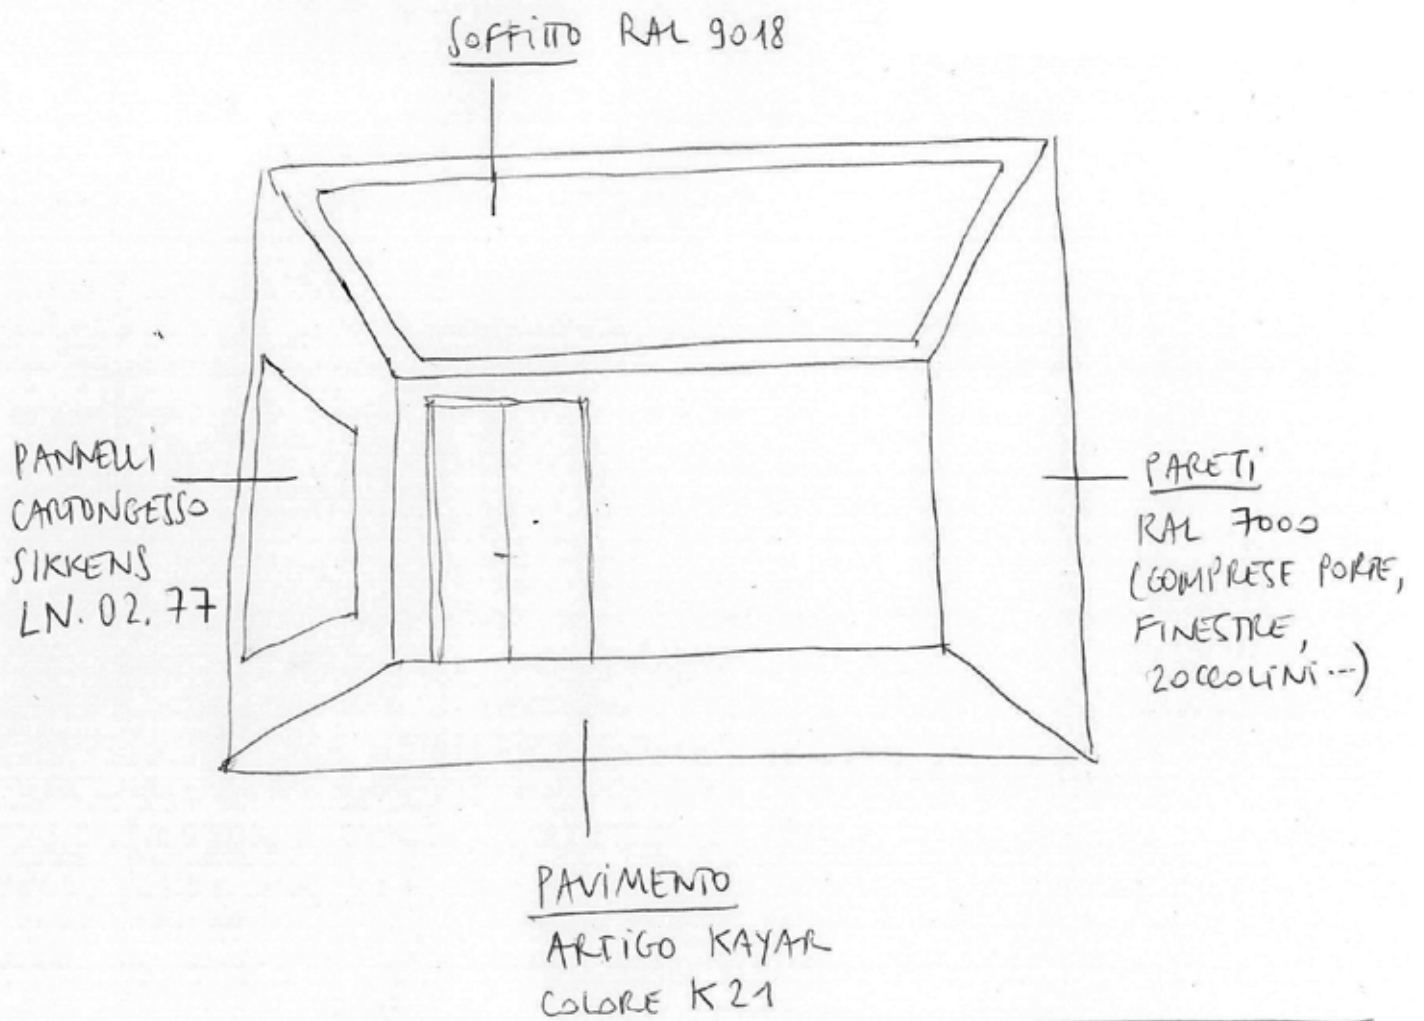 SOFFITTO RAL 9018
PANNELLI
CARTONGESSO
SIKKENS
LN. 02. 77
PARETI
RAL 7000
(COMPRESE PORTE,
FINESTRE,
ZOCCOLINI...)
PAVIMENTO
ARTIGO KAYAR
COLORE K21